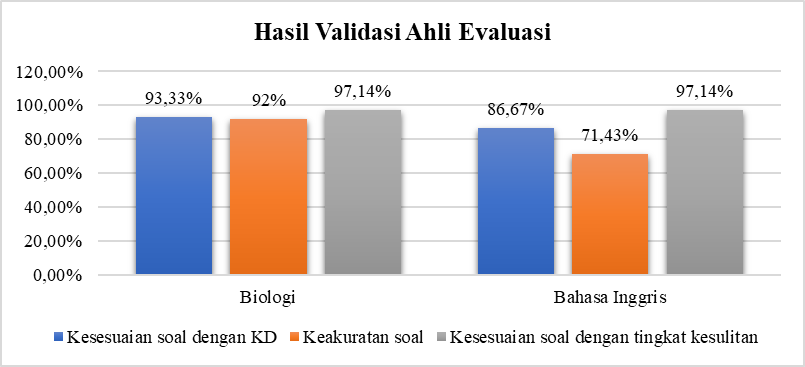 Hasil Validasi Ahli Evaluasi
120,00%
100,00%
80,00%
60,00%
40,00%
20,00%
0,00%
93,33%
92%
97,14%
86,67%
71,43%
97,14%
Biologi
Bahasa Inggris
Kesesuaian soal dengan KD
Keakuratan soal
Kesesuaian soal dengan tingkat kesulitan